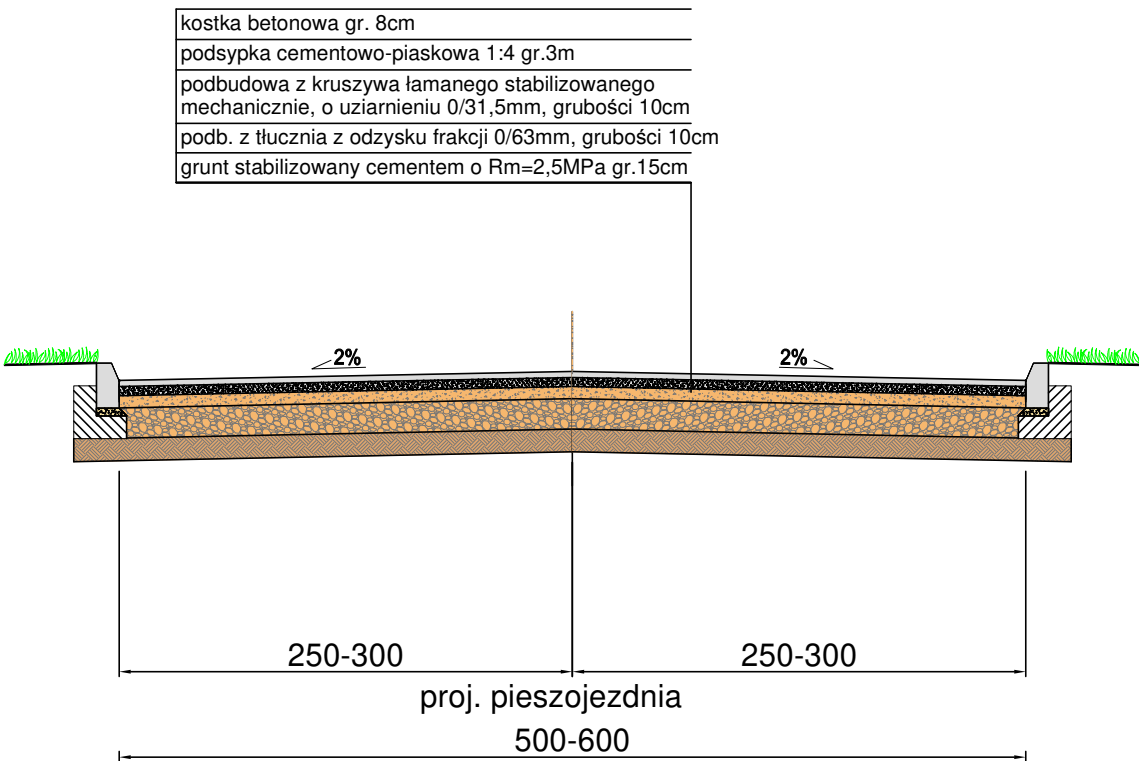 kostka betonowa gr. 8cm
podsypka cementowo-piaskowa 1:4 gr.3m
podbudowa z kruszywa łamanego stabilizowanego
mechanicznie, o uziarnieniu 0/31,5mm, grubości 10cm
podb. z tłucznia z odzysku frakcji 0/63mm, grubości 10cm
grunt stabilizowany cementem o Rm=2,5MPa gr.15cm
2% 2%
250-300 250-300
proj. pieszojezdnia
500-600